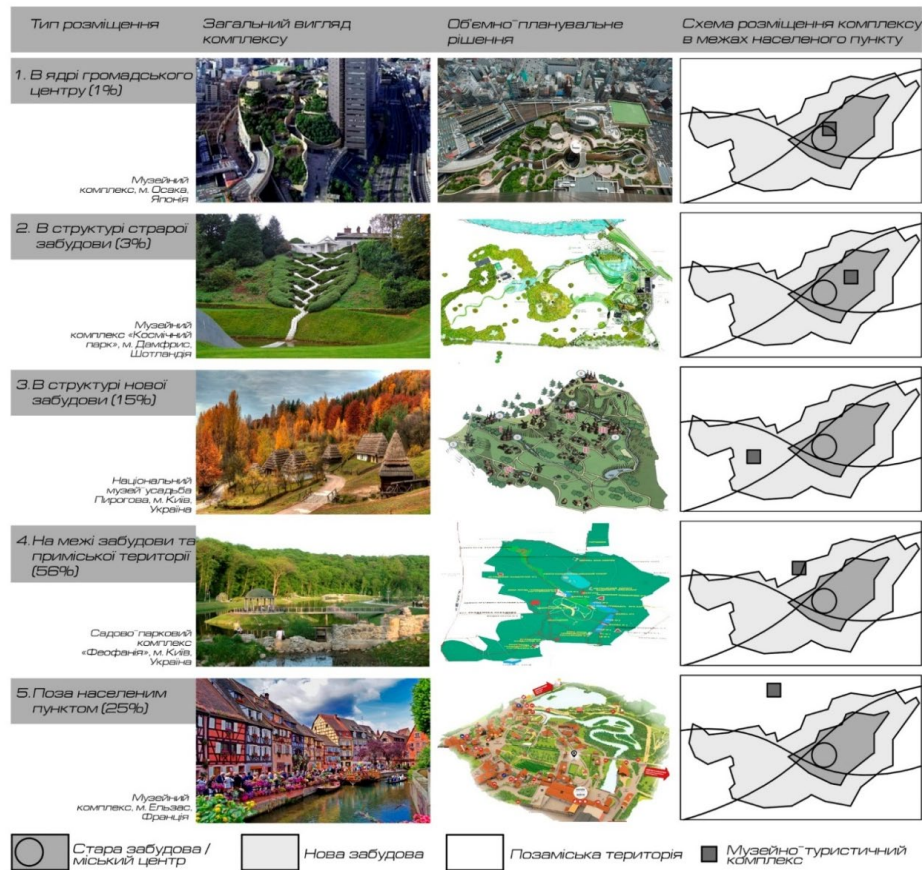 Тип розміщення
Загальний вигляд
комплексу
Об'ємно-планувальне
рішення
Схема розміщення комплексу
в межах населеного пункту
1. В ядрі громадського
центру (1%)
Музейний
комплекс, м. Осака,
Японія
2. В структурі страрої
забудови (3%)
Музейний
комплекс «Космічний
парк», м. Дамфрис,
Шотландія
3. В структурі нової
забудови (15%)
Національний
музей-усадьба
Пирогова, м. Київ,
Україна
4. На межі забудови та
приміської території
(56%)
Садово-парковий
комплекс
«Феофанія», м. Київ,
Україна
5. Поза населеним
пунктом (25%)
Музейний
комплекс, м. Ельзас,
Франція
Стара забудова /
міський центр
Нова забудова
Позаміська територія
Музейно-туристичний
комплекс